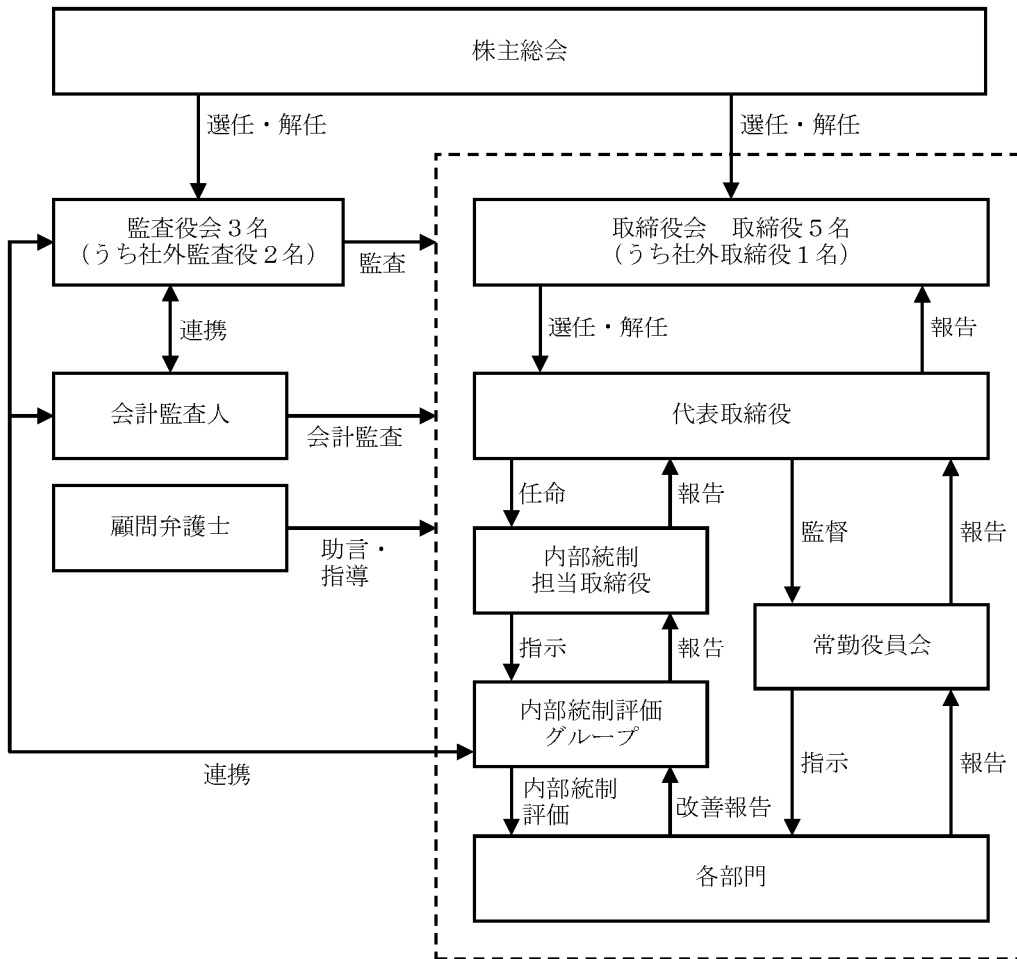 株主総会
選任・解任
選任・解任
監査役会3名
(うち社外監査役2名)
監査
取締役会　取締役5名
(うち社外取締役1名)
連携
選任・解任
報告
会計監査人
会計監査
代表取締役
任命
報告
監督
報告
顧問弁護士
助言・
指導
内部統制
担当取締役
常勤役員会
指示
報告
内部統制評価
グループ
連携
指示
報告
内部統制
評価
改善報告
各部門